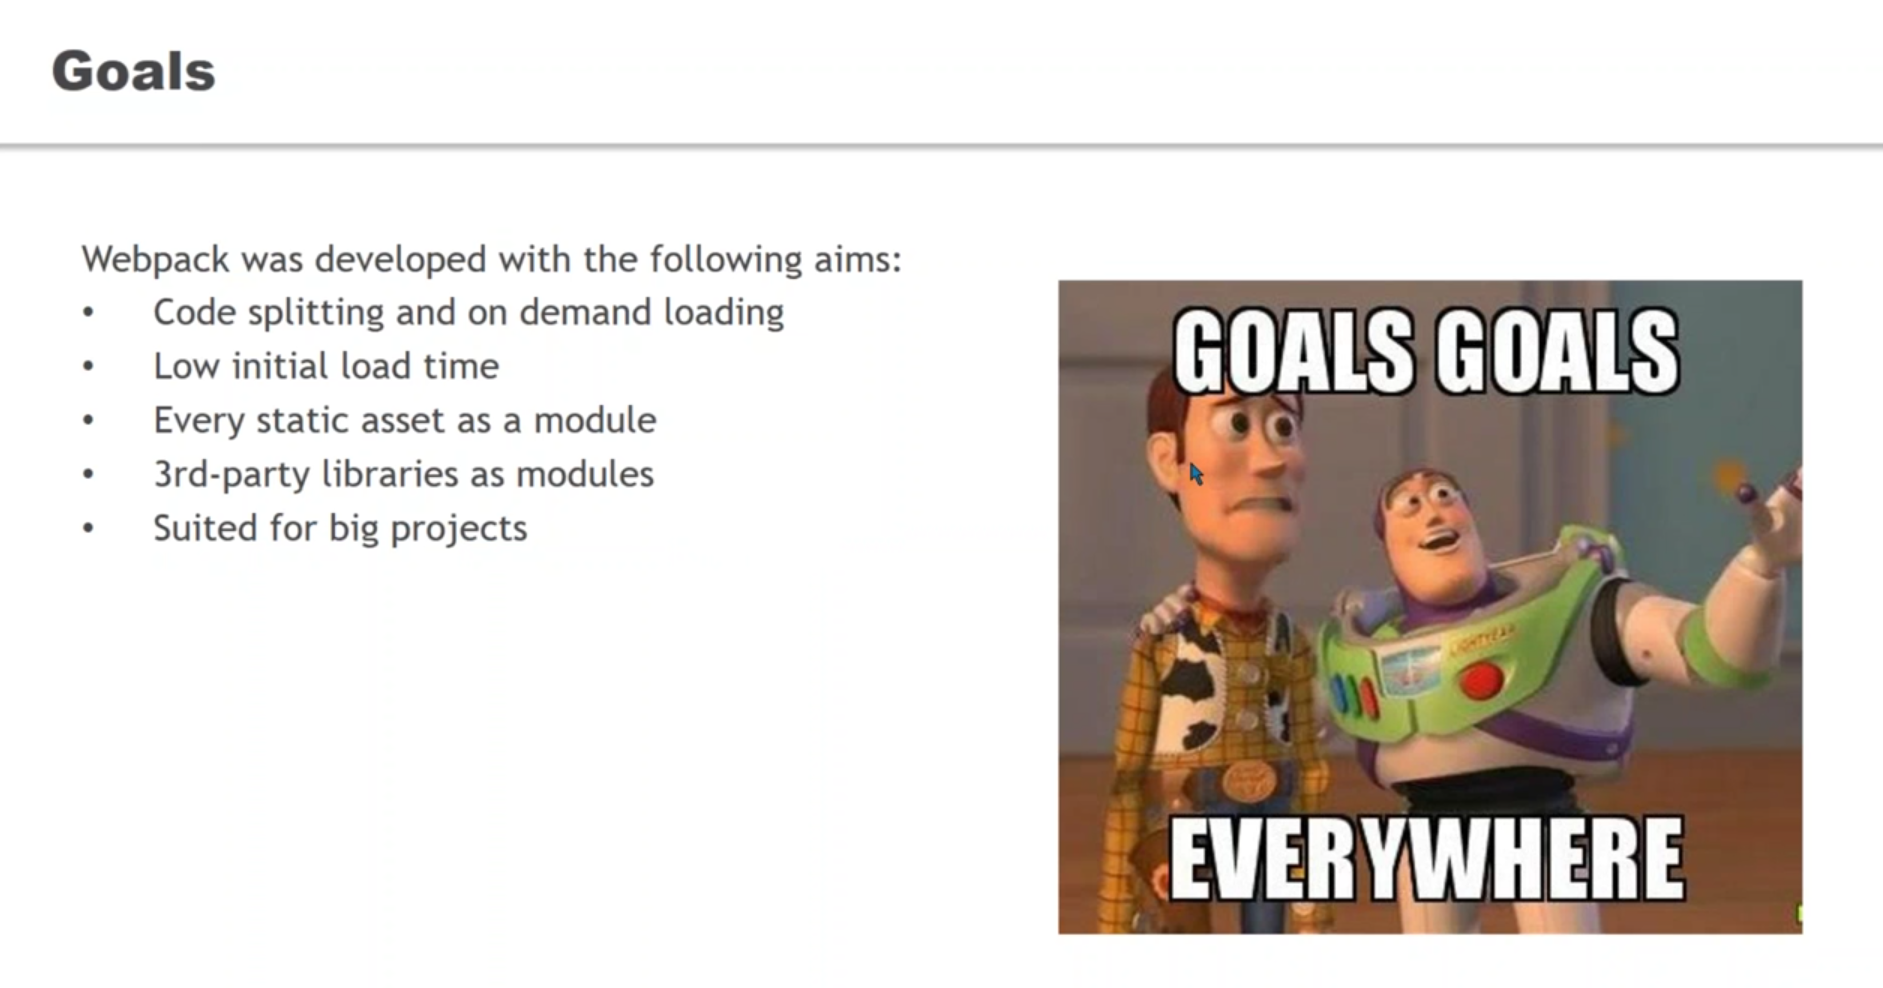 Goals
Webpack was developed with the following aims:
• Code splitting and on demand loading
• Low initial load time
• Every static asset as a module
• 3rd-party libraries as modules
• Suited for big projects
GOALS GOALS
LIGHTYEAR
EVERYWHERE